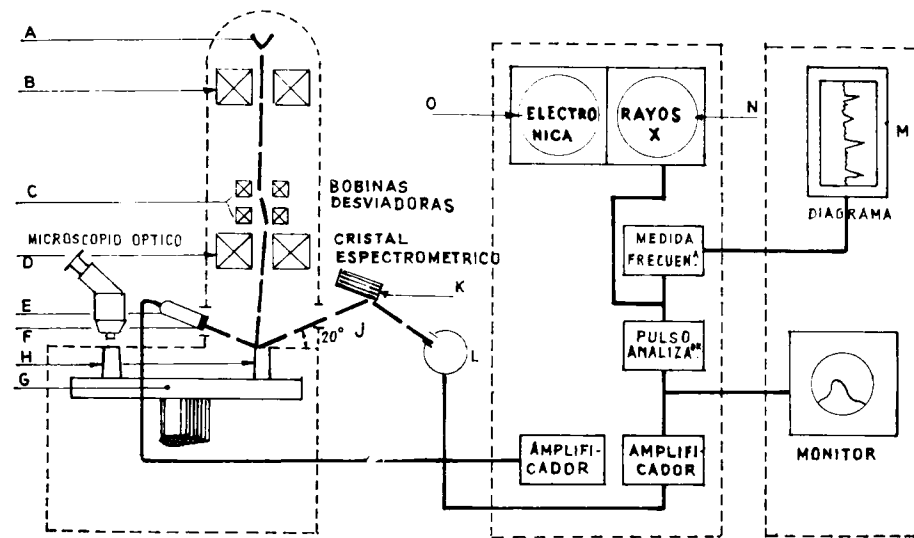 A
B
C
BOBINAS
DESVIADORAS
MICROSCOPIO OPTICO
D
CRISTAL
ESPECTROMETRICO
E
F
H
G
20°
J
K
L
O
ELECTRO
NICA
RAYOS
X
N
M
DIAGRAMA
MEDIDA
FRECUEN.ᴬ
PULSO
ANALIZAᴰᴿ
AMPLIFI-
CADOR
AMPLIFI-
CADOR
MONITOR